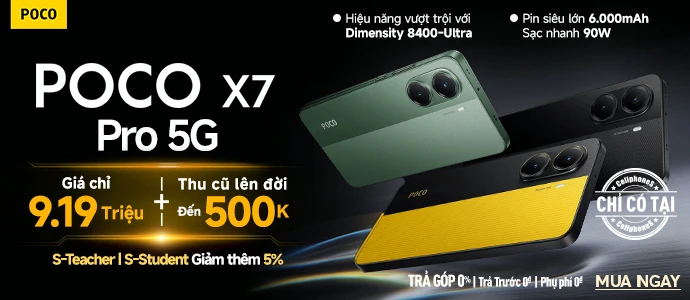 POCO
POCO X7
Pro 5G
Giá chỉ
9.19 Triệu
+
Thu cũ lên đời
Đến 500K
S-Teacher | S-Student Giảm thêm 5%
• Hiệu năng vượt trội với
Dimensity 8400-Ultra
• Pin siêu lớn 6.000mAh
Sạc nhanh 90W
POCO
POCO
CellphoneS
CHỈ CÓ TẠI
CellphoneS
TRẢ GÓP 0% | Trả Trước 0đ | Phụ phí 0đ
MUA NGAY